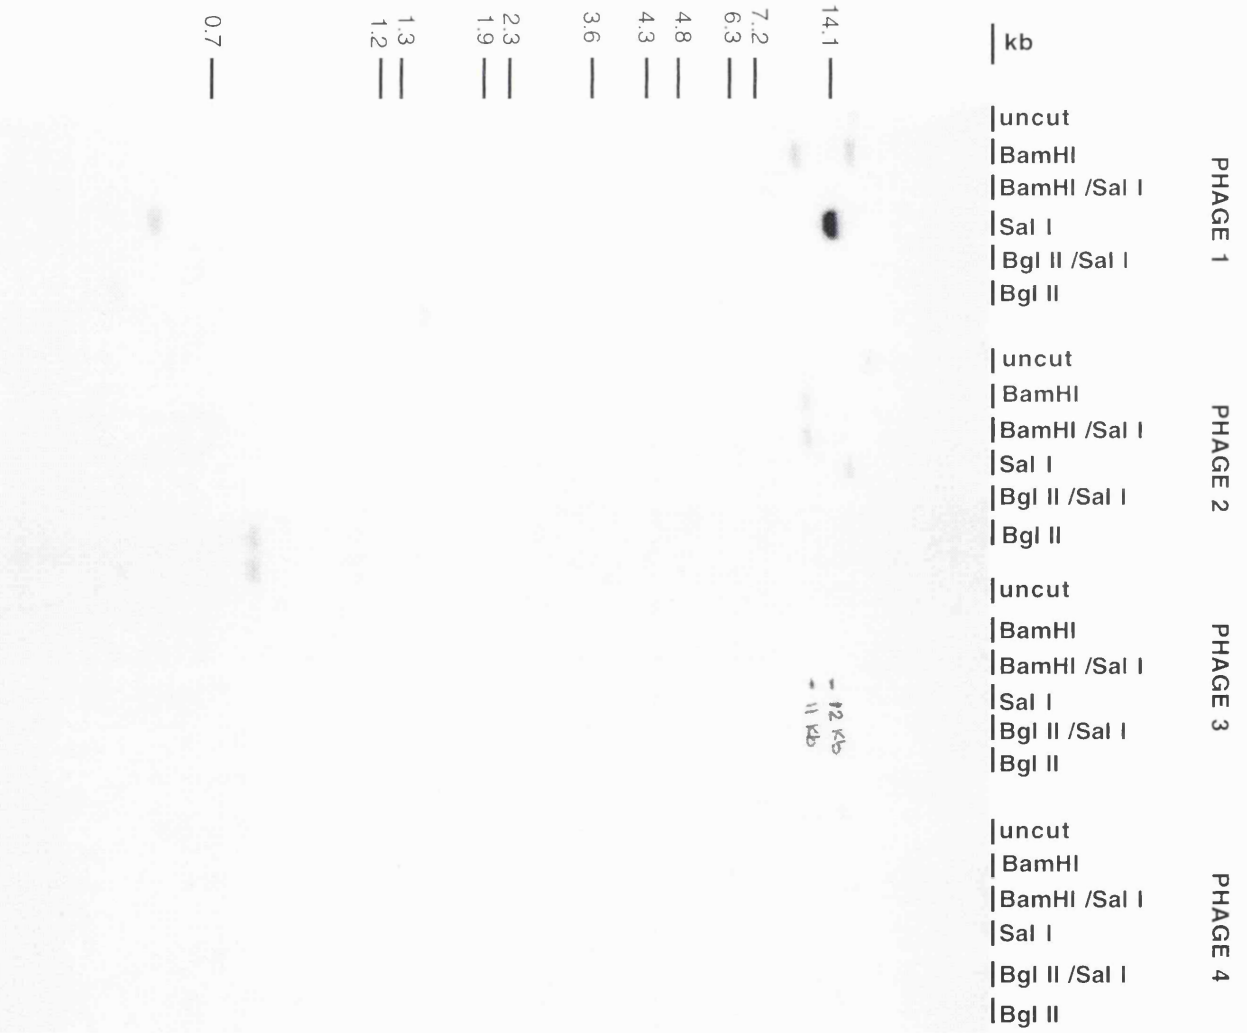 0.7
1.2
1.3
1.9
2.3
3.6
4.3
4.8
6.3
7.2
14.1
kb
PHAGE 1
uncut
BamHI
BamHI /Sal I
Sal I
Bgl II /Sal I
Bgl II
PHAGE 2
uncut
BamHI
BamHI /Sal I
Sal I
Bgl II /Sal I
Bgl II
PHAGE 3
uncut
BamHI
BamHI /Sal I
Sal I
Bgl II /Sal I
Bgl II
- 12 Kb
- 11 Kb
PHAGE 4
uncut
BamHI
BamHI /Sal I
Sal I
Bgl II /Sal I
Bgl II